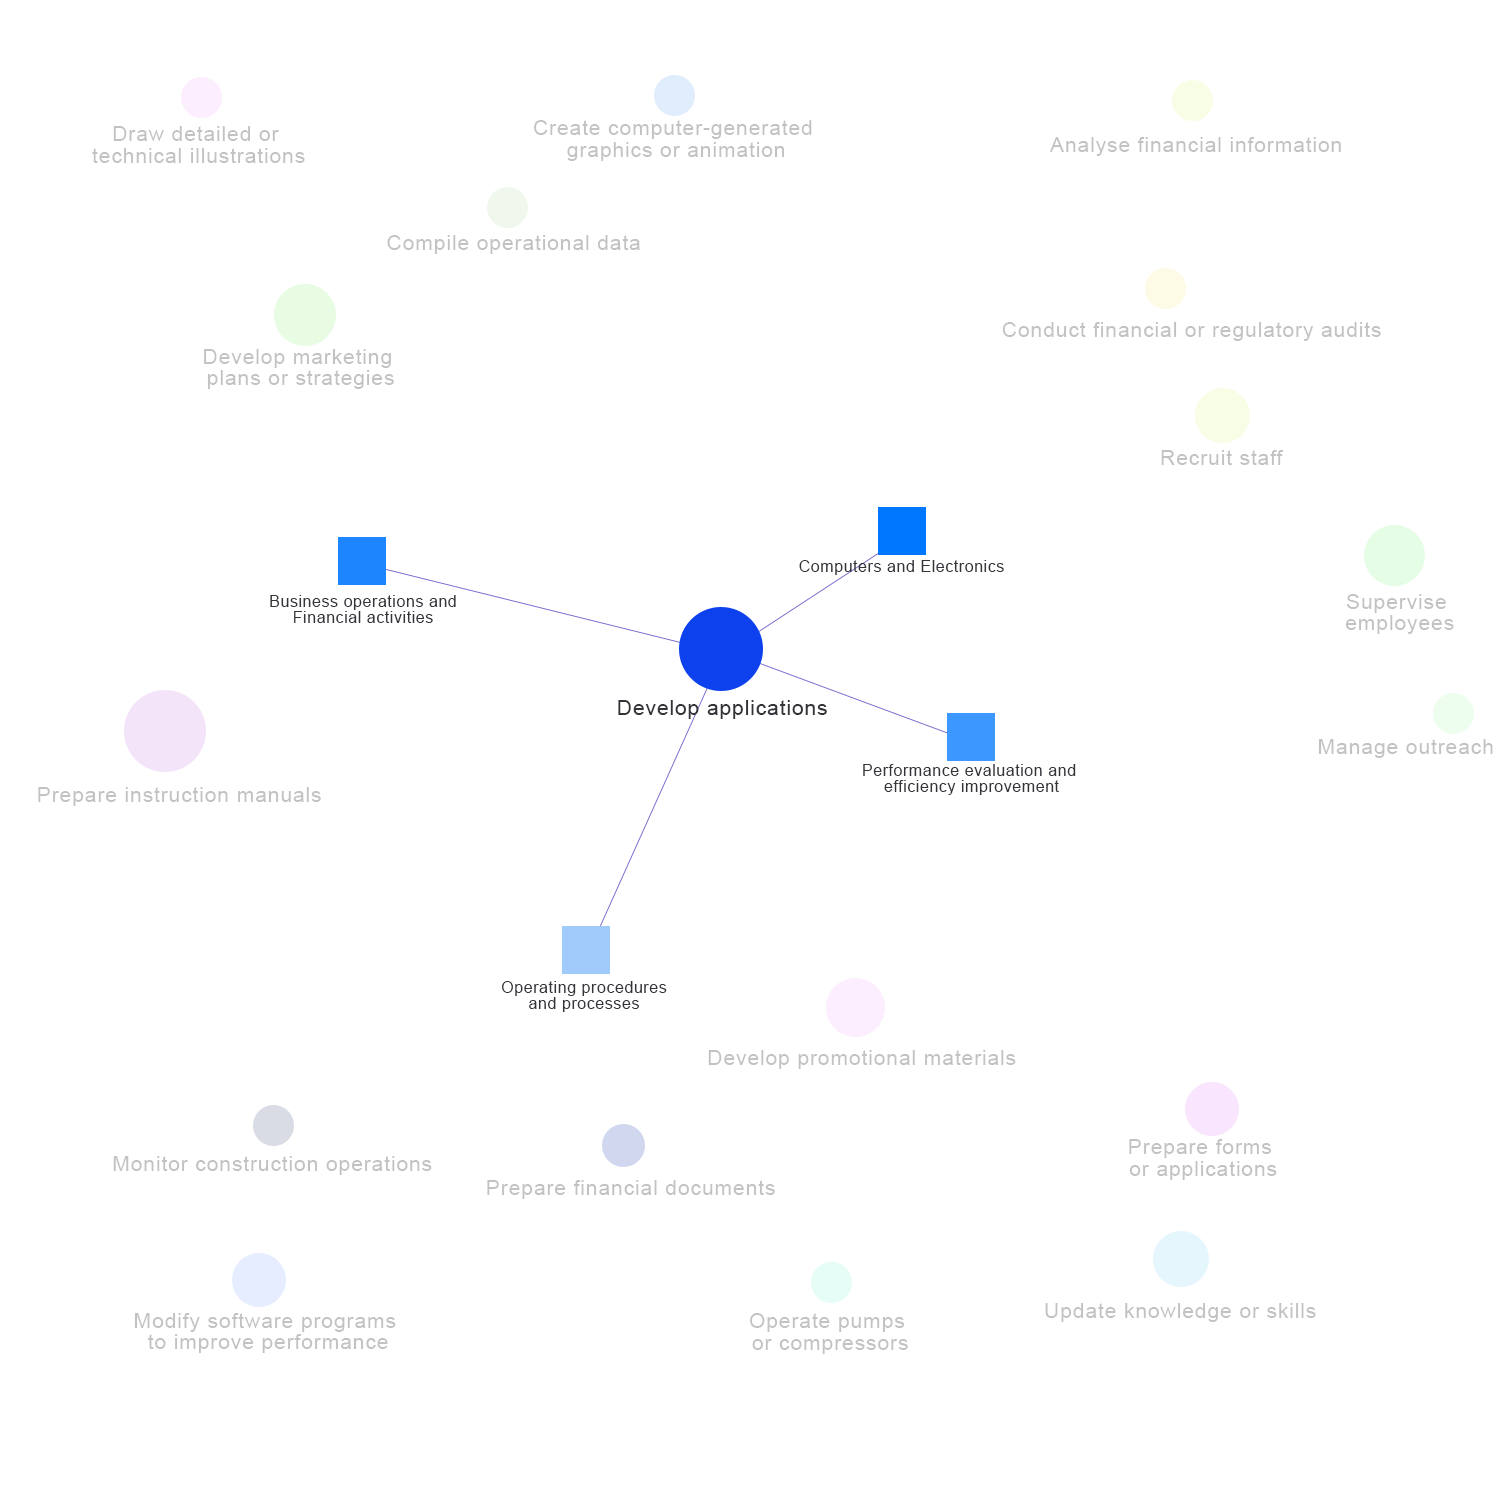 Draw detailed or
technical illustrations
Create computer-generated
graphics or animation
Analyse financial information
Compile operational data
Conduct financial or regulatory audits
Develop marketing
plans or strategies
Recruit staff
Computers and Electronics
Business operations and
Financial activities
Supervise
employees
Develop applications
Manage outreach
Performance evaluation and
efficiency improvement
Prepare instruction manuals
Operating procedures
and processes
Develop promotional materials
Monitor construction operations
Prepare financial documents
Prepare forms
or applications
Modify software programs
to improve performance
Operate pumps
or compressors
Update knowledge or skills